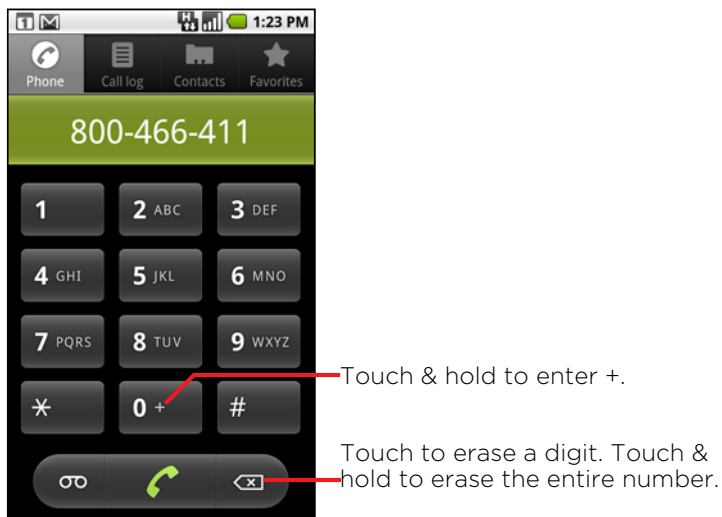 1 H 1:23 PM
Phone Call log Contacts Favorites
800-466-411
1 2 ABC 3 DEF
4 GHI 5 JKL 6 MNO
7 PQRS 8 TUV 9 WXYZ
Touch & hold to enter +.
* 0 + #
Touch to erase a digit. Touch &
hold to erase the entire number.